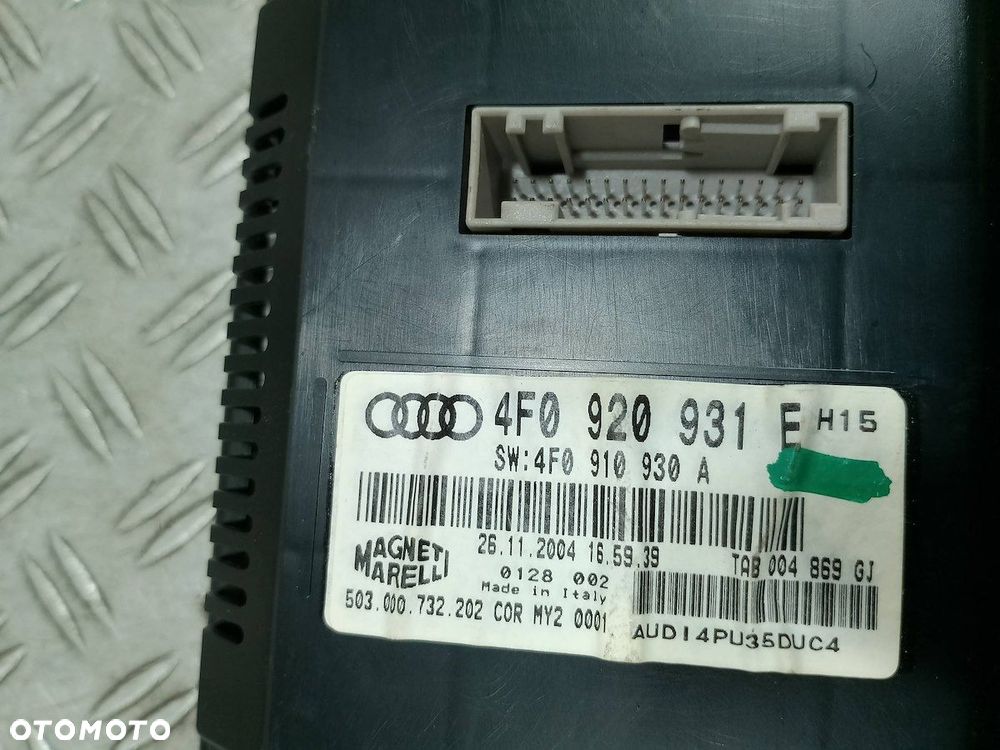 4F0 920 931 E H15
SW:4F0 910 930 A
26.11.2004 16.59.39
TAB 004 869 GJ
MAGNETI
MARELLI
0128 002
Made in Italy
503.000.732.202 COR MY2 0001
AUDI4PU35DUC4
OTOMOTO